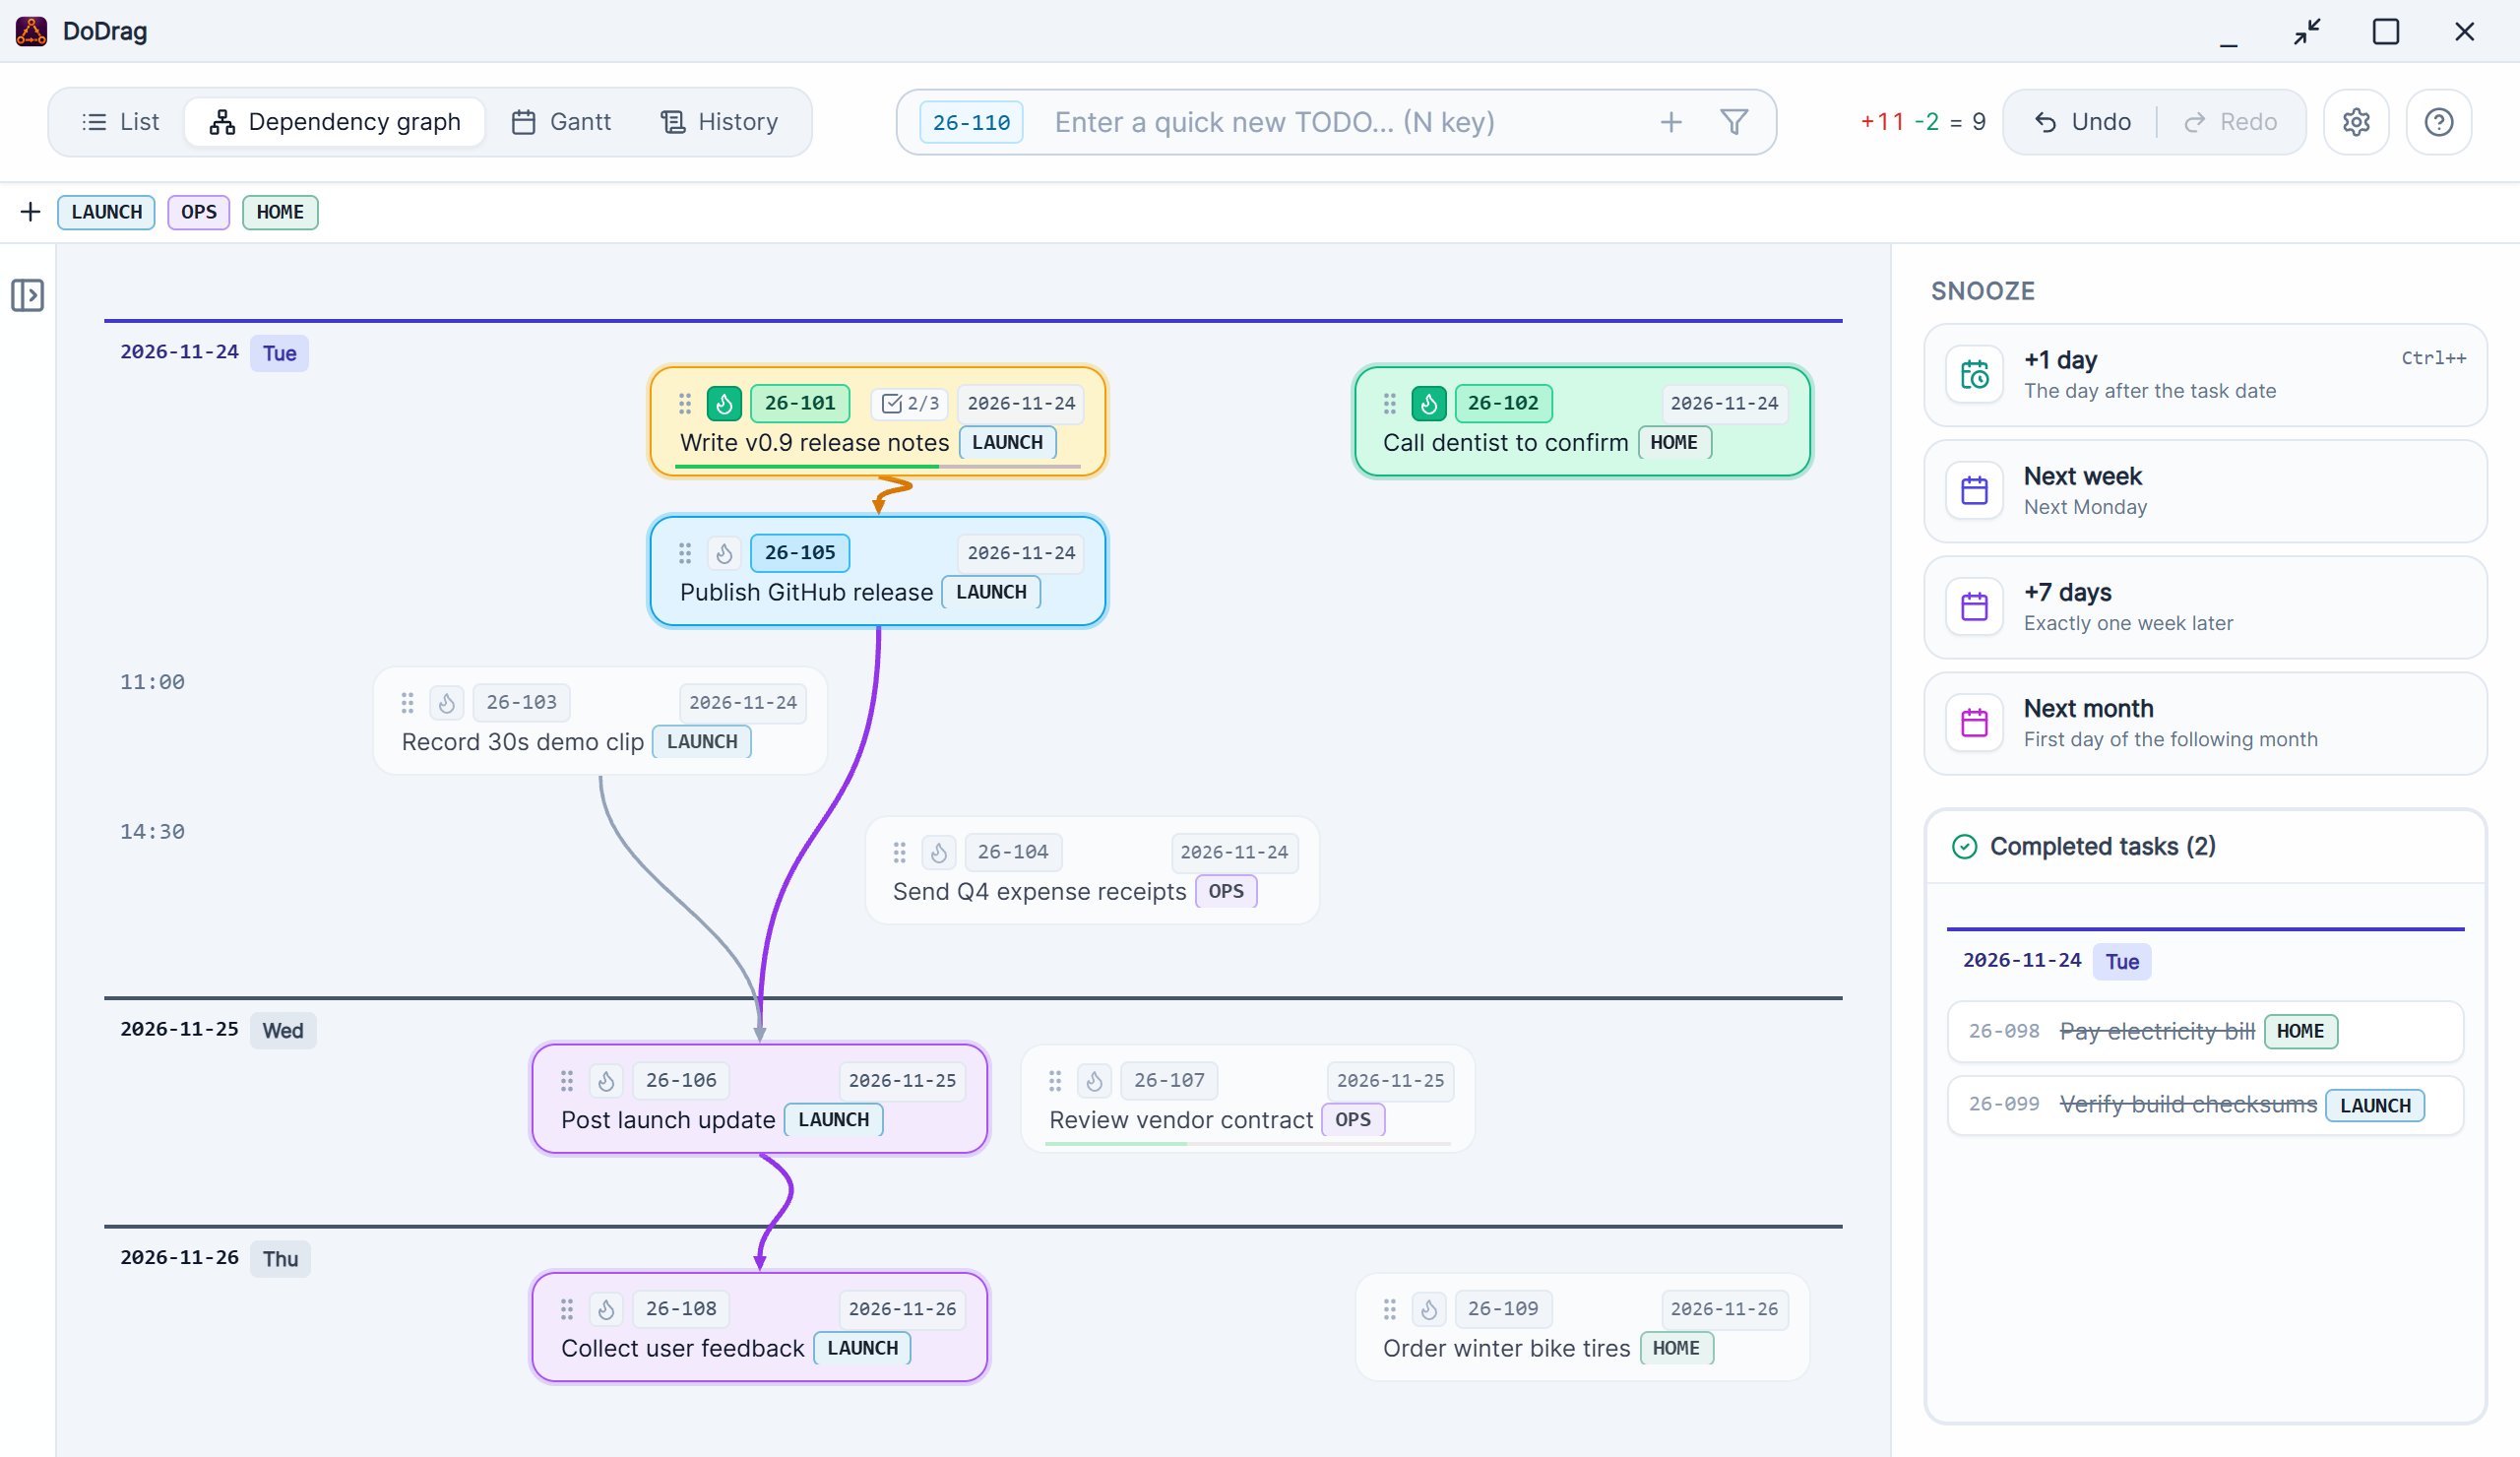 DoDrag
List
Dependency graph
Gantt
History
26-110
Enter a quick new TODO... (N key)
+11 -2 = 9
Undo
Redo
LAUNCH
OPS
HOME
2026-11-24 Tue
26-101
2/3
2026-11-24
Write v0.9 release notes LAUNCH
26-102
2026-11-24
Call dentist to confirm HOME
26-105
2026-11-24
Publish GitHub release LAUNCH
11:00
26-103
2026-11-24
Record 30s demo clip LAUNCH
14:30
26-104
2026-11-24
Send Q4 expense receipts OPS
2026-11-25 Wed
26-106
2026-11-25
Post launch update LAUNCH
26-107
2026-11-25
Review vendor contract OPS
2026-11-26 Thu
26-108
2026-11-26
Collect user feedback LAUNCH
26-109
2026-11-26
Order winter bike tires HOME
SNOOZE
+1 day
Ctrl++
The day after the task date
Next week
Next Monday
+7 days
Exactly one week later
Next month
First day of the following month
Completed tasks (2)
2026-11-24 Tue
26-098 Pay electricity bill HOME
26-099 Verify build checksums LAUNCH